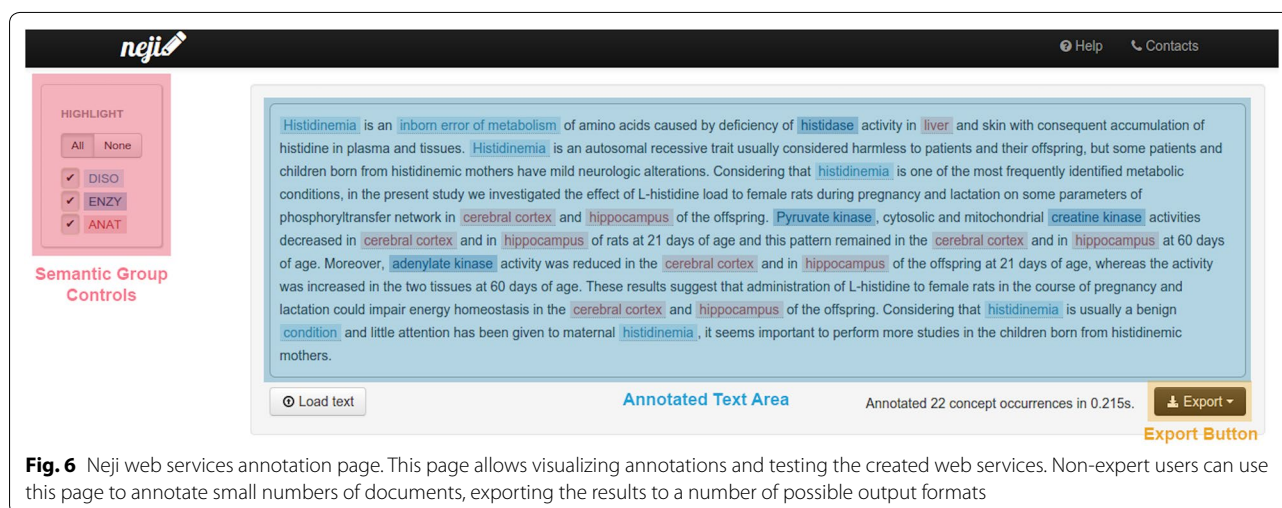 neji
Help Contacts
HIGHLIGHT
All None
DISO
ENZY
ANAT
Semantic Group
Controls
Histidinemia is an inborn error of metabolism of amino acids caused by deficiency of histidase activity in liver and skin with consequent accumulation of
histidine in plasma and tissues. Histidinemia is an autosomal recessive trait usually considered harmless to patients and their offspring, but some patients and
children born from histidinemic mothers have mild neurologic alterations. Considering that histidinemia is one of the most frequently identified metabolic
conditions, in the present study we investigated the effect of L-histidine load to female rats during pregnancy and lactation on some parameters of
phosphoryltransfer network in cerebral cortex and hippocampus of the offspring. Pyruvate kinase, cytosolic and mitochondrial creatine kinase activities
decreased in cerebral cortex and in hippocampus of rats at 21 days of age and this pattern remained in the cerebral cortex and in hippocampus at 60 days
of age. Moreover, adenylate kinase activity was reduced in the cerebral cortex and in hippocampus of the offspring at 21 days of age, whereas the activity
was increased in the two tissues at 60 days of age. These results suggest that administration of L-histidine to female rats in the course of pregnancy and
lactation could impair energy homeostasis in the cerebral cortex and hippocampus of the offspring. Considering that histidinemia is usually a benign
condition and little attention has been given to maternal histidinemia, it seems important to perform more studies in the children born from histidinemic
mothers.
Load text
Annotated Text Area
Annotated 22 concept occurrences in 0.215s.
Export
Export Button
Fig. 6 Neji web services annotation page. This page allows visualizing annotations and testing the created web services. Non-expert users can use
this page to annotate small numbers of documents, exporting the results to a number of possible output formats